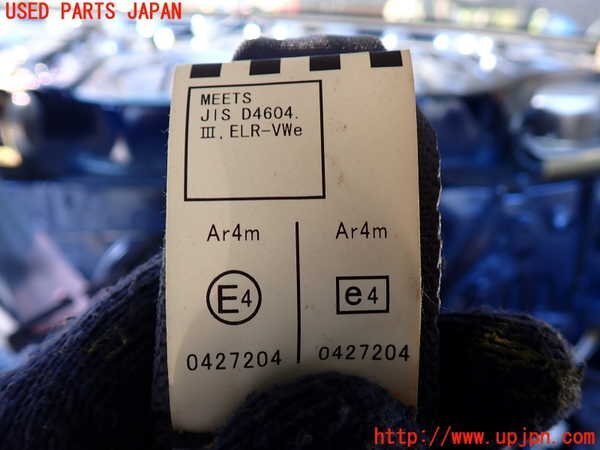 USED PARTS JAPAN
MEETS
JIS D4604.
III, ELR-VWe
Ar4m
Ar4m
E4
e4
0427204
0427204
Http://www.upjpn.com